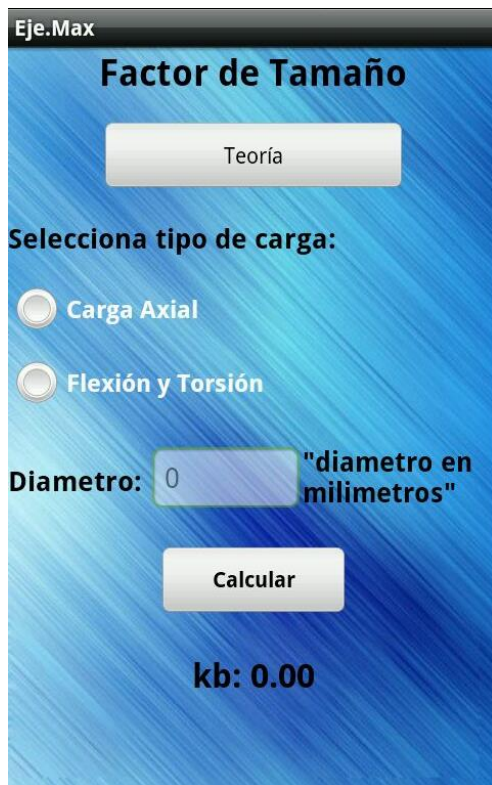 Eje.Max
Factor de Tamaño
Teoría
Selecciona tipo de carga:
Carga Axial
Flexión y Torsión
Diametro: 0 "diametro en
milimetros"
Calcular
kb: 0.00